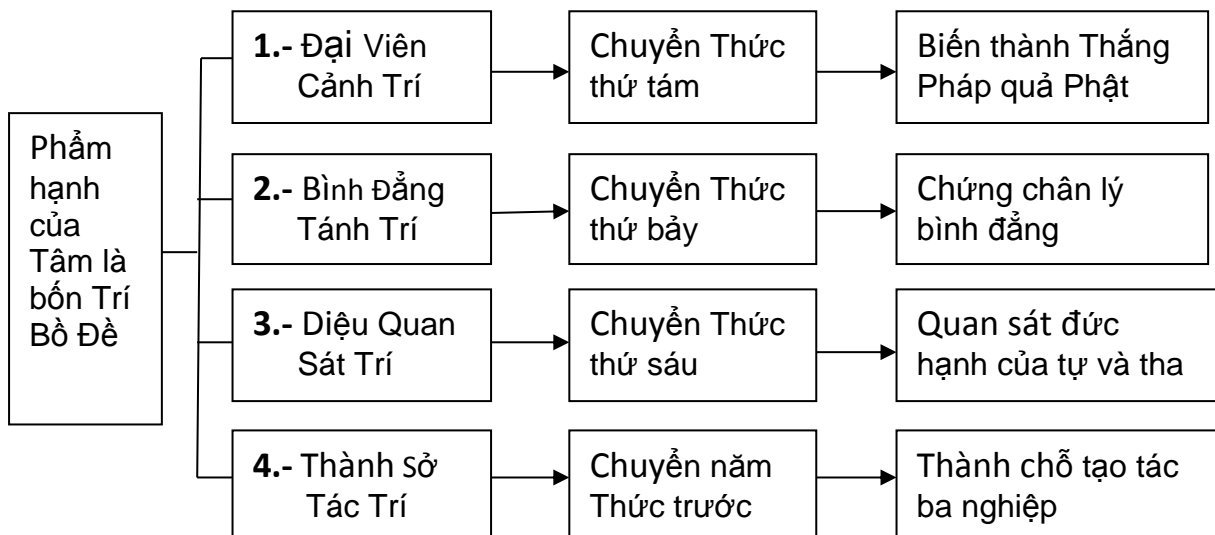 Phẩm
hạnh
của
Tâm là
bốn Trí
Bồ Đề
1.- Đại Viên
Cảnh Trí
Chuyển Thức
thứ tám
Biến thành Thắng
Pháp quả Phật
2.- Bình Đẳng
Tánh Trí
Chuyển Thức
thứ bảy
Chứng chân lý
bình đẳng
3.- Diệu Quan
Sát Trí
Chuyển Thức
thứ sáu
Quan sát đức
hạnh của tự và tha
4.- Thành Sở
Tác Trí
Chuyển năm
Thức trước
Thành chỗ tạo tác
ba nghiệp